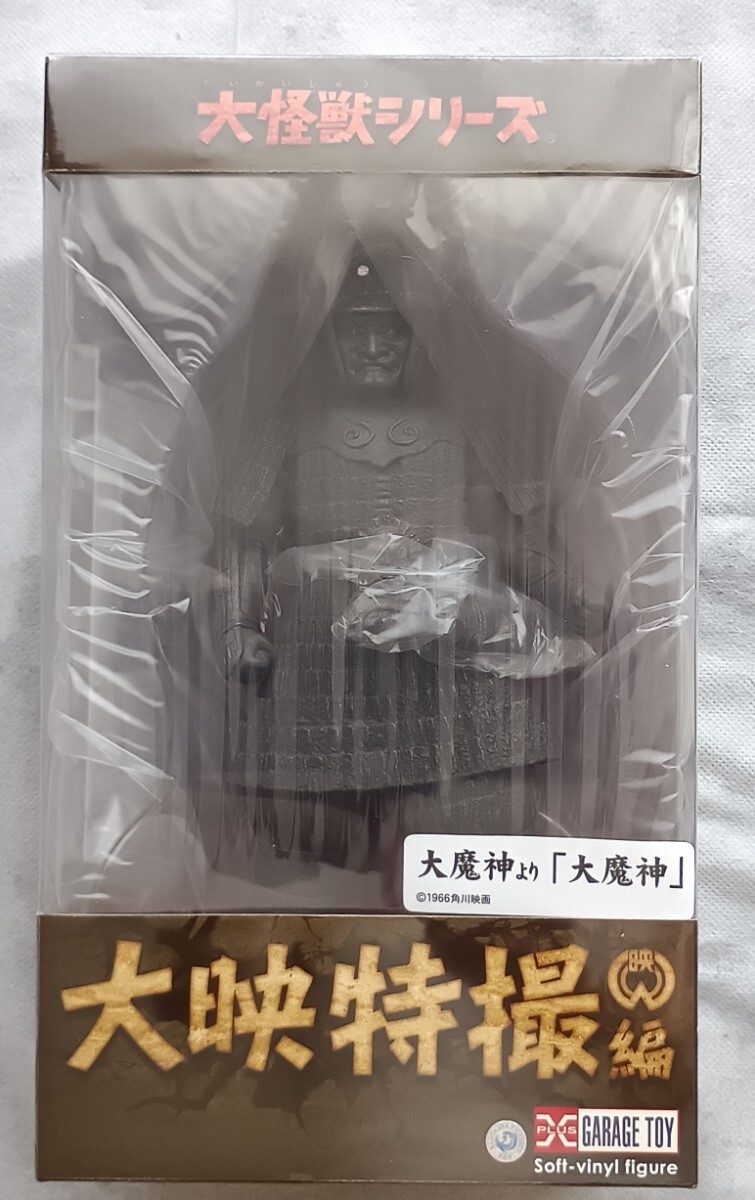 たいかいじゅう
大怪獣シリーズ®
大魔神より「大魔神」
©1966角川映画
大映特撮編
映
X PLUS GARAGE TOY
Soft-vinyl figure